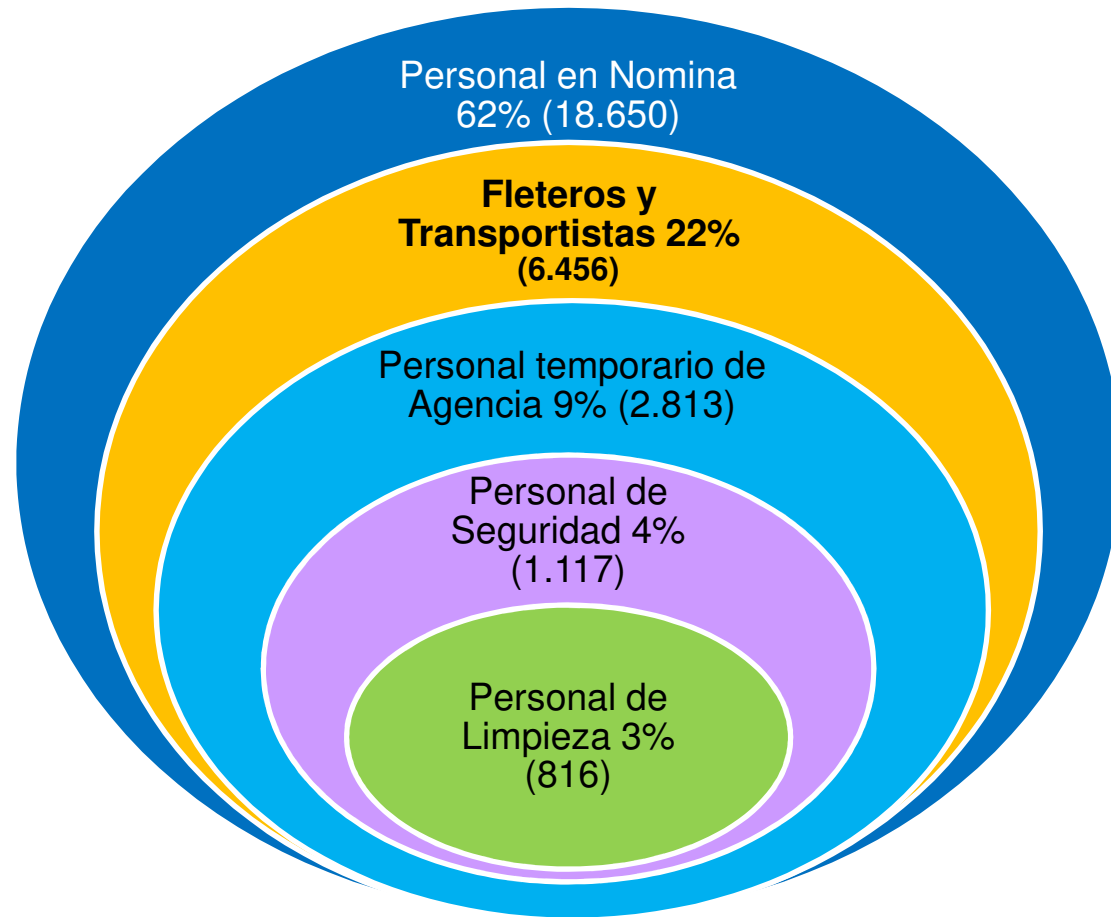 Personal en Nomina
62% (18.650)
Fleteros y
Transportistas 22%
(6.456)
Personal temporario de
Agencia 9% (2.813)
Personal de
Seguridad 4%
(1.117)
Personal de
Limpieza 3%
(816)